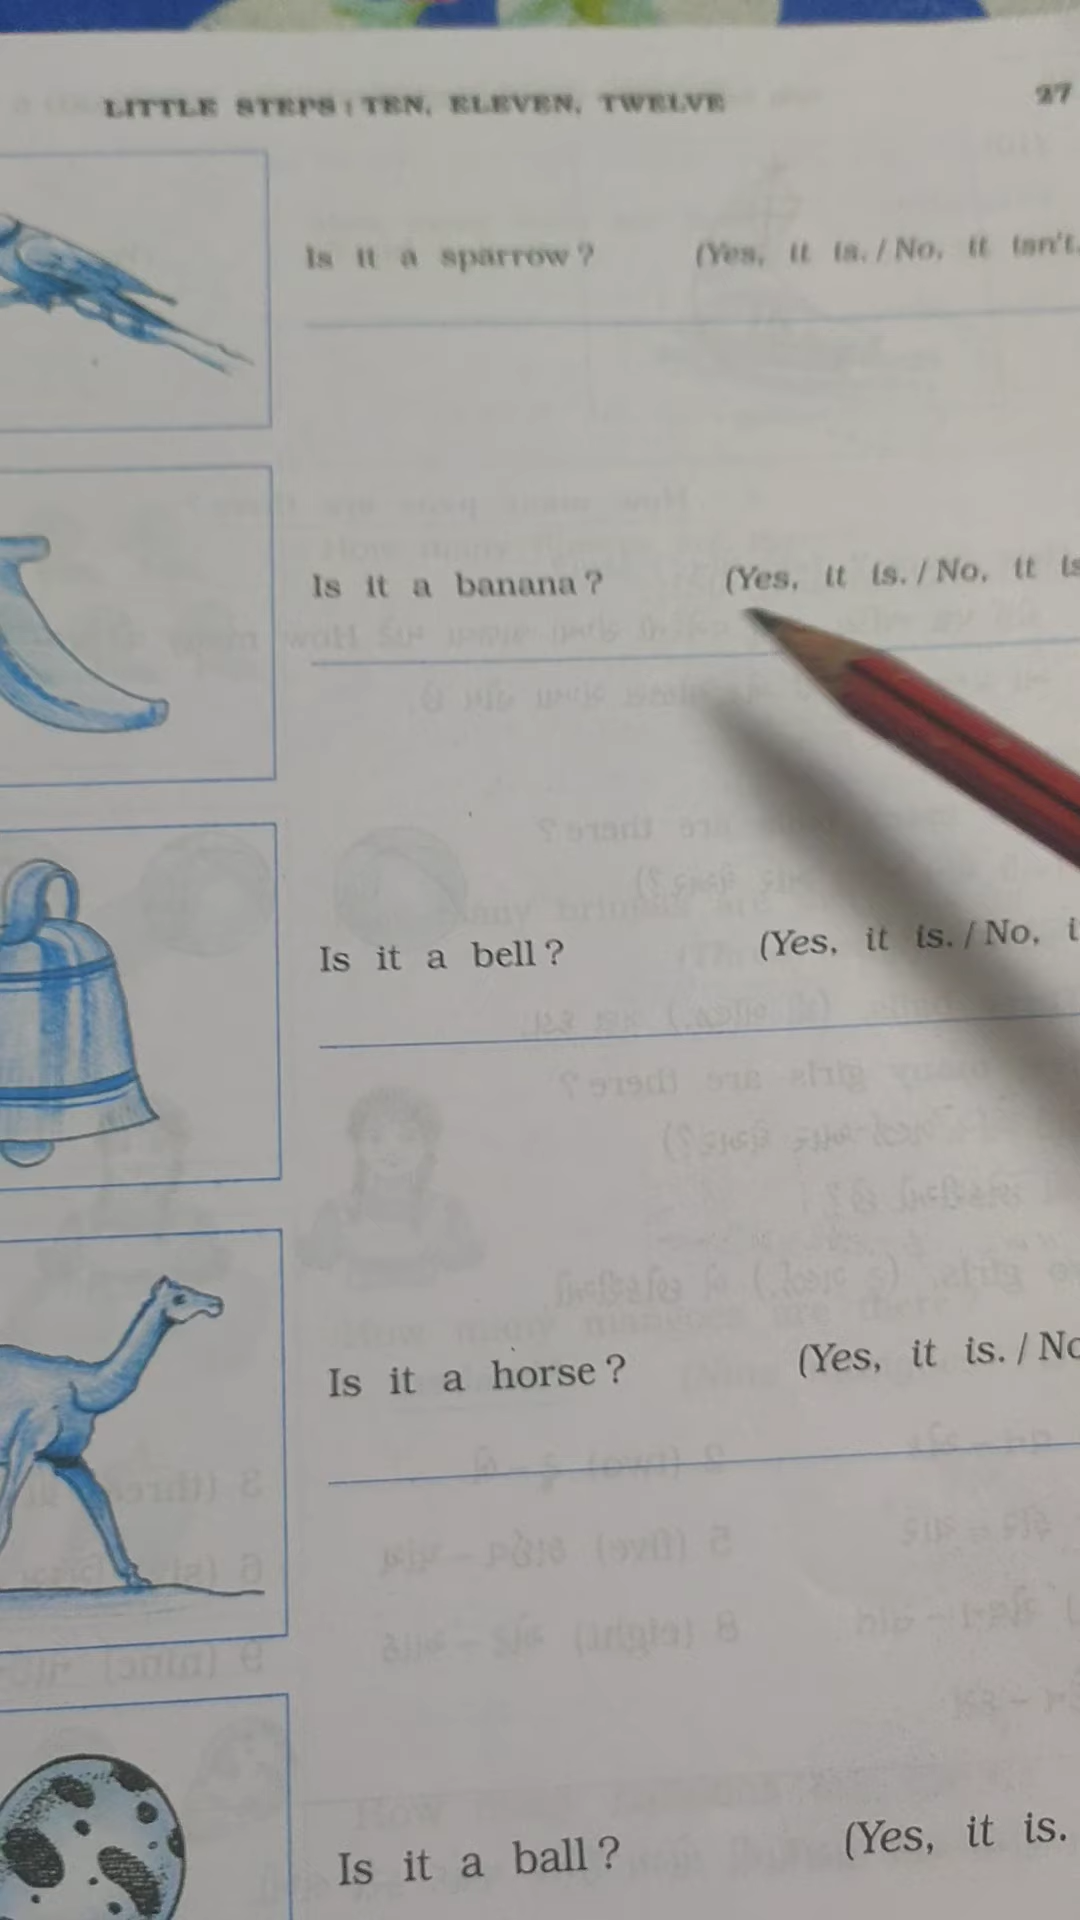 LITTLE STEPS : TEN, ELEVEN, TWELVE 27
Is it a sparrow ? (Yes, it is. / No, it isn't.
Is it a banana ? (Yes, it is. / No, it is
Is it a bell ? (Yes, it is. / No, i
Is it a horse ? (Yes, it is. / No
Is it a ball ? (Yes, it is.